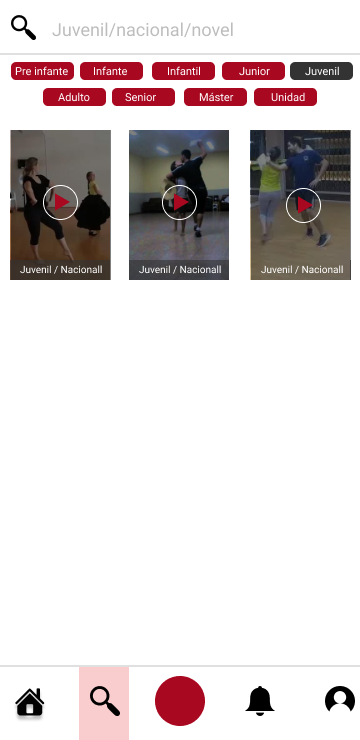 Juvenil/nacional/novel
Pre infante Infante Infantil Junior Juvenil
Adulto Senior Máster Unidad
Juvenil / Nacionall Juvenil / Nacionall Juvenil / Nacionall